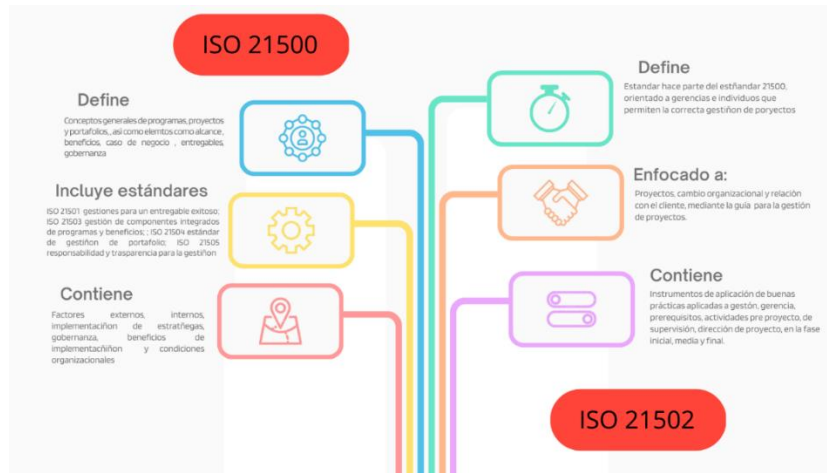 ISO 21500
Define
Conceptos generales de programas, proyectos
y portafolios, , así como elemtos como alcance ,
beneficios, caso de negocio , entregables,
gobernanza
Incluye estándares
ISO 21501 gestiones para un entregable exitoso;
ISO 21503 gestión de componentes integrados
de programas y beneficios; ; ISO 21504 estándar
de gestiñon de portafolio; ISO 21505
responsabilidad y trasparencia para la gestiñon
Contiene
Factores externos, internos,
implementaciñon de estratñegas,
gobernanza, beneficios de
implementacñiñon y condiciones
organizacionales
Define
Estandar hace parte del estñandar 21500,
orientado a gerencias e individuos que
permiten la correcta gestiñon de poryectos
Enfocado a:
Proyectos, cambio organizacional y relación
con el cliente, mediante la guía para la gestión
de proyectos.
Contiene
Instrumentos de aplicación de buenas
prácticas aplicadas a gestón, gerencia,
prerequisitos, actividades pre proyecto, de
supervisión, dirección de proyecto, en la fase
inicial, media y final.
ISO 21502